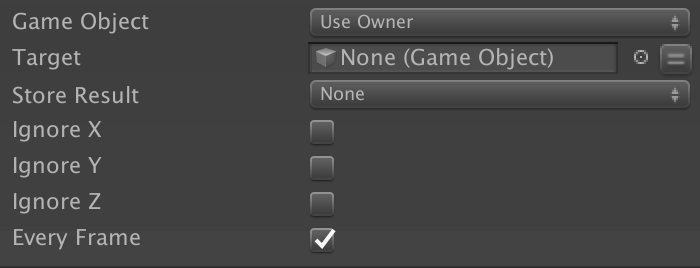 Game Object Use Owner
Target None (Game Object)
Store Result None
Ignore X
Ignore Y
Ignore Z
Every Frame